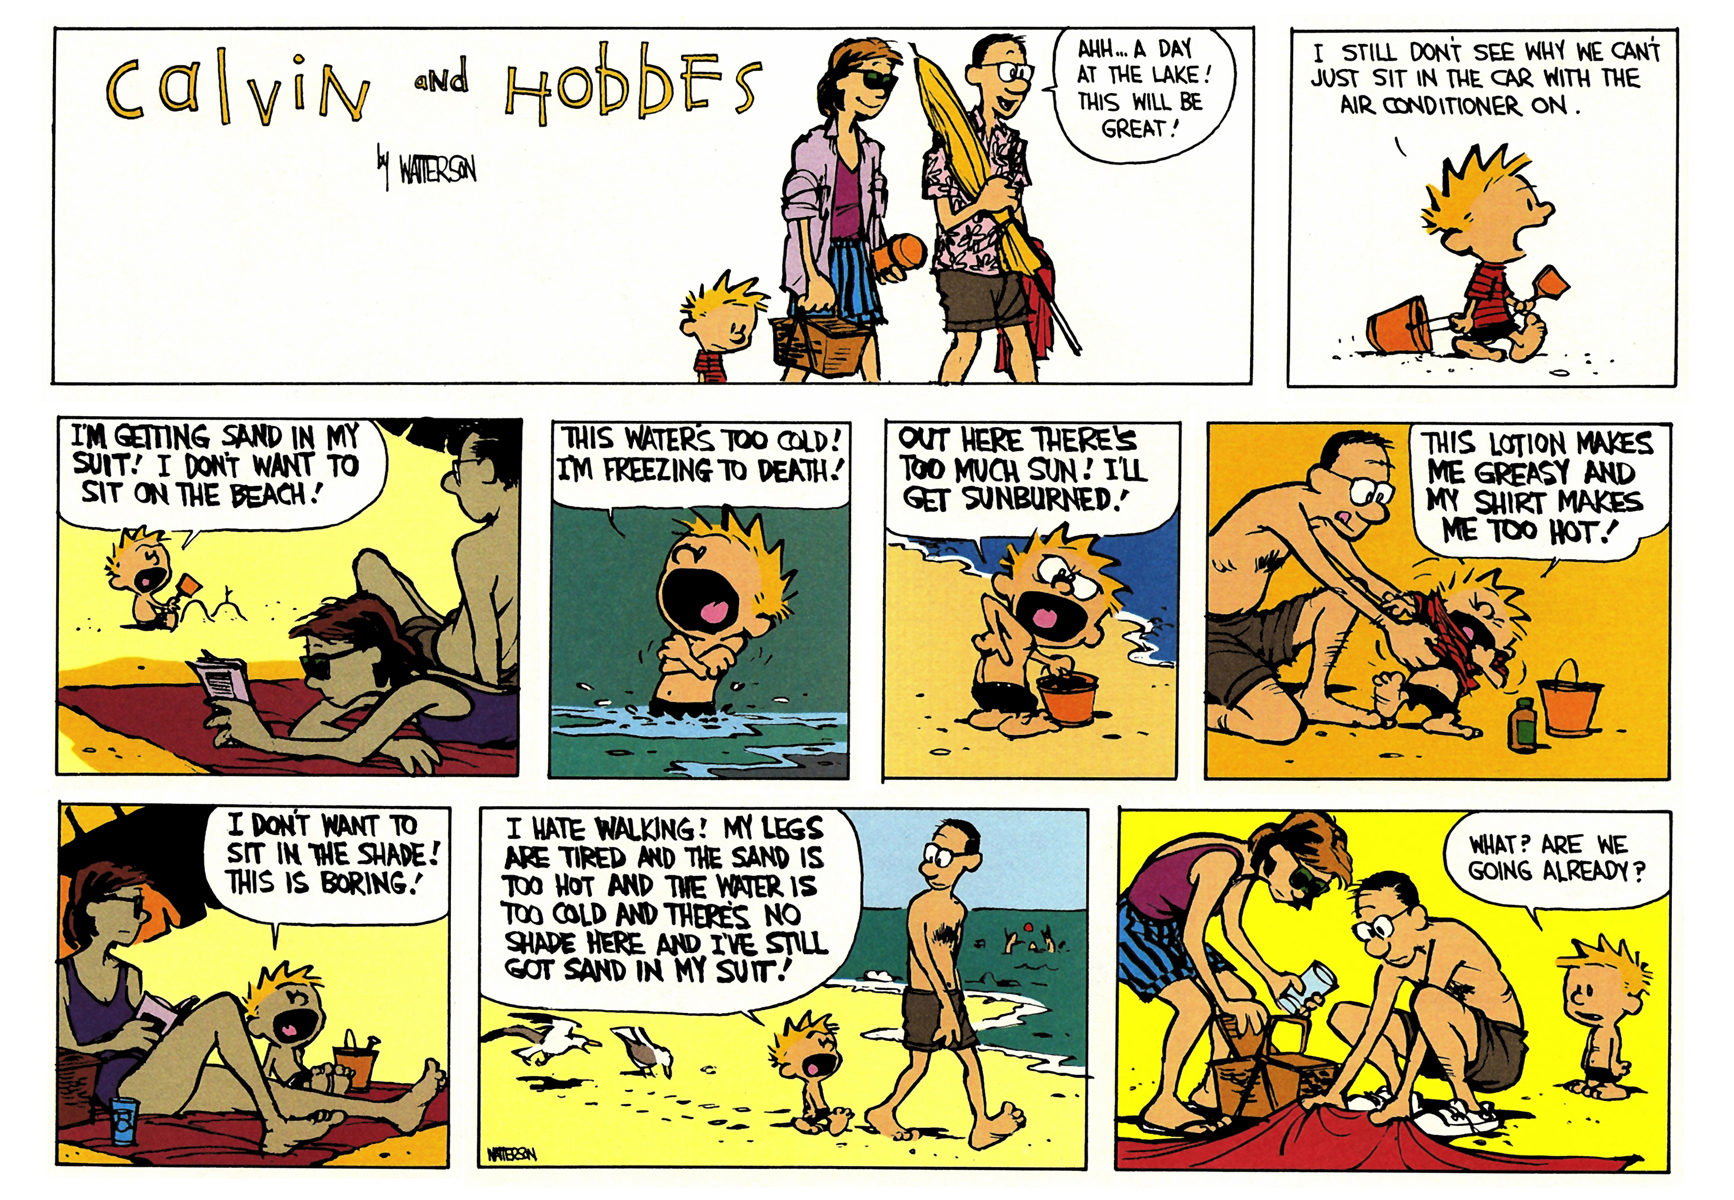 Calvin and HOBBES
by WATTERSON
AHH... A DAY
AT THE LAKE!
THIS WILL BE
GREAT!
I STILL DON'T SEE WHY WE CAN'T
JUST SIT IN THE CAR WITH THE
AIR CONDITIONER ON.
I'M GETTING SAND IN MY
SUIT! I DON'T WANT TO
SIT ON THE BEACH!
THIS WATER'S TOO COLD!
I'M FREEZING TO DEATH!
OUT HERE THERE'S
TOO MUCH SUN! I'LL
GET SUNBURNED!
THIS LOTION MAKES
ME GREASY AND
MY SHIRT MAKES
ME TOO HOT!
I DON'T WANT TO
SIT IN THE SHADE!
THIS IS BORING!
I HATE WALKING! MY LEGS
ARE TIRED AND THE SAND IS
TOO HOT AND THE WATER IS
TOO COLD AND THERE'S NO
SHADE HERE AND I'VE STILL
GOT SAND IN MY SUIT!
WATTERSON
WHAT? ARE WE
GOING ALREADY?